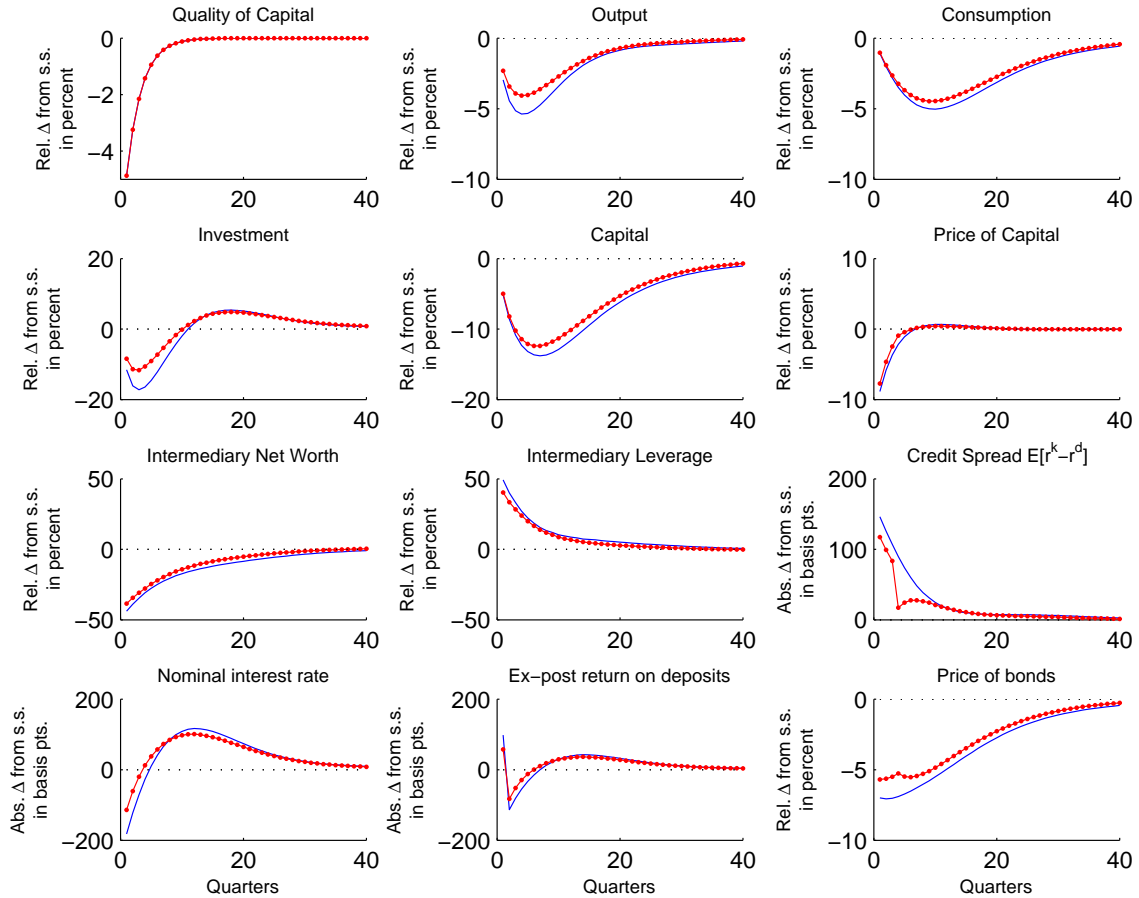 Quality of Capital
Rel. Δ from s.s.
in percent
0
−2
−4
0 20 40
Output
Rel. Δ from s.s.
in percent
0
−5
−10
0 20 40
Consumption
Rel. Δ from s.s.
in percent
0
−5
−10
0 20 40
Investment
Rel. Δ from s.s.
in percent
20
0
−20
0 20 40
Capital
Rel. Δ from s.s.
in percent
0
−10
−20
0 20 40
Price of Capital
Rel. Δ from s.s.
in percent
10
0
−10
0 20 40
Intermediary Net Worth
Rel. Δ from s.s.
in percent
50
0
−50
0 20 40
Intermediary Leverage
Rel. Δ from s.s.
in percent
50
0
−50
0 20 40
Credit Spread E[r^k−r^d]
Abs. Δ from s.s.
in basis pts.
200
100
0
0 20 40
Nominal interest rate
Abs. Δ from s.s.
in basis pts.
200
0
−200
0 20 40
Quarters
Ex−post return on deposits
Abs. Δ from s.s.
in basis pts.
200
0
−200
0 20 40
Quarters
Price of bonds
Rel. Δ from s.s.
in percent
0
−5
−10
0 20 40
Quarters